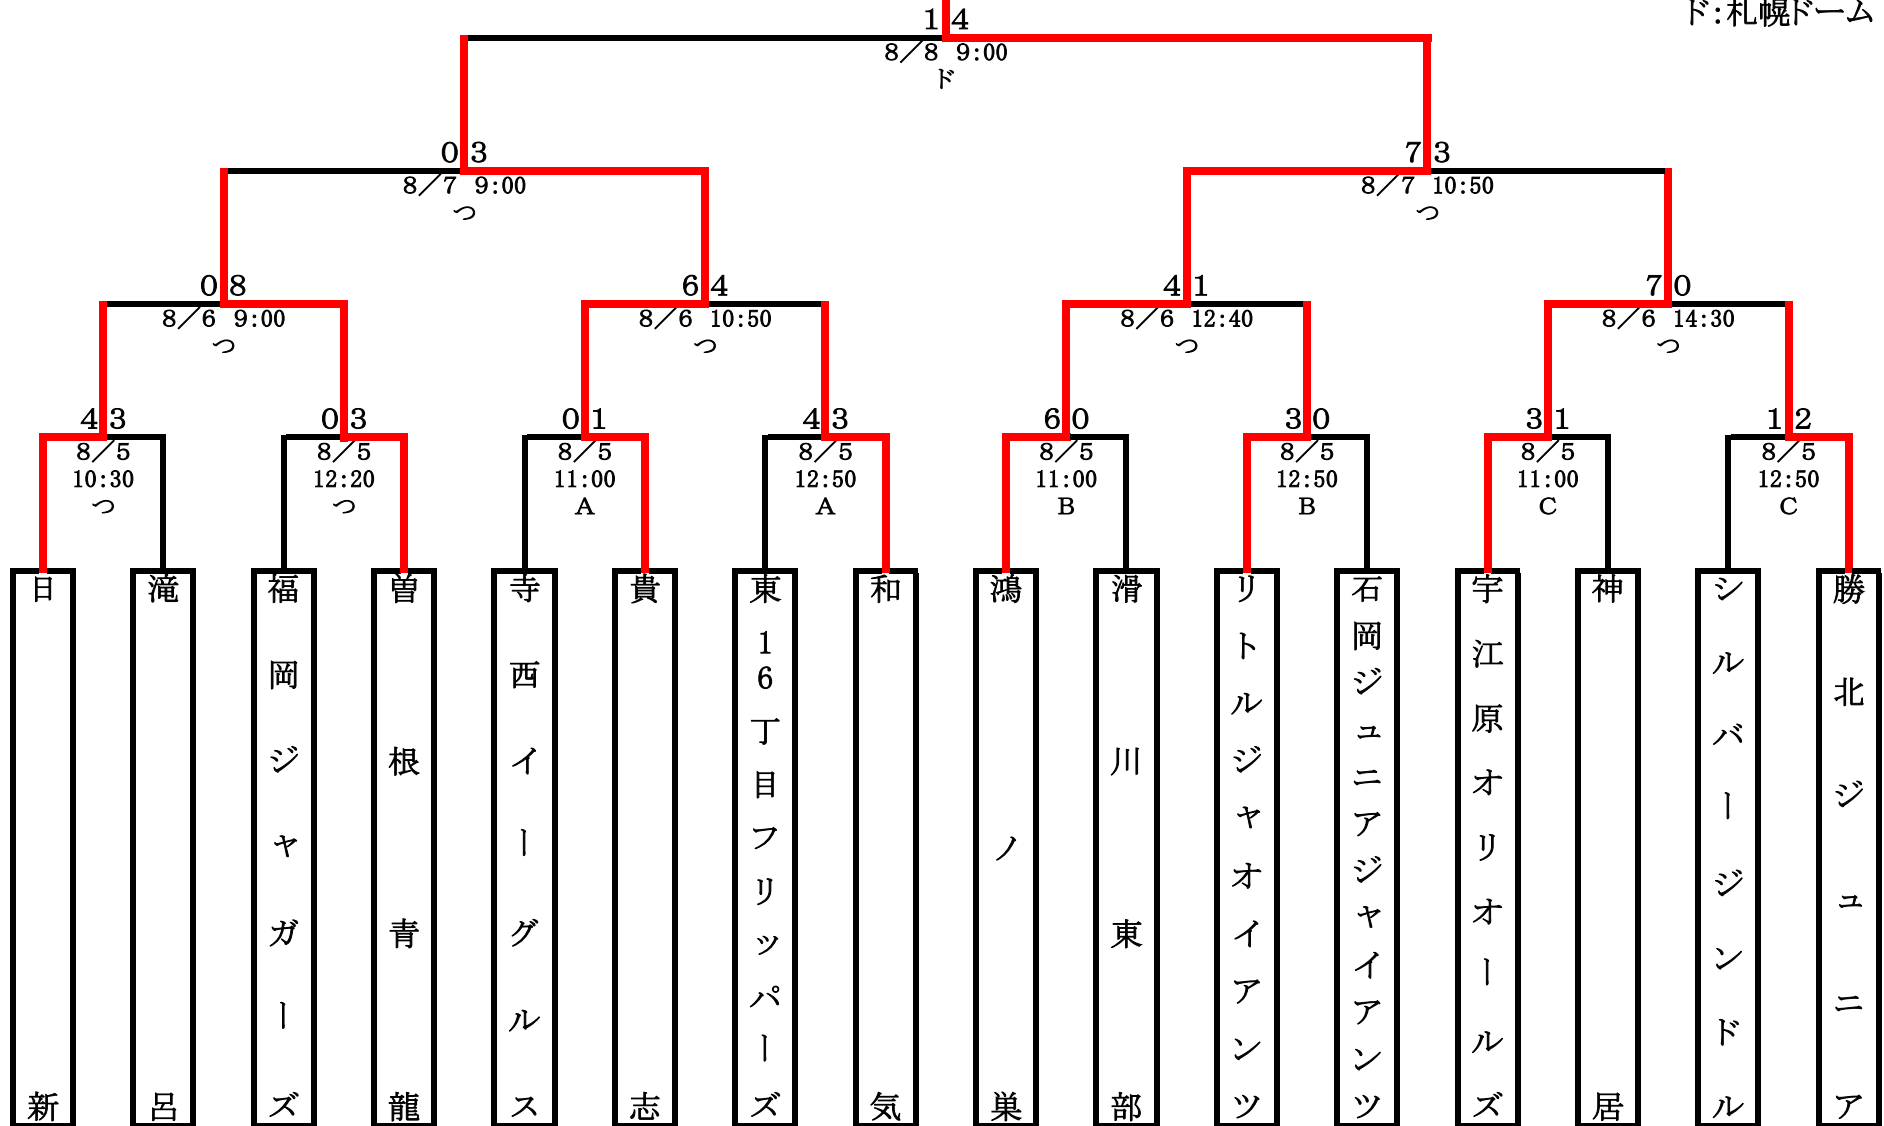 ド:札幌ドーム
1 4
8／8 9:00
ド
0 3
8／7 9:00
つ
7 3
8／7 10:50
つ
0 8
8／6 9:00
つ
6 4
8／6 10:50
つ
4 1
8／6 12:40
つ
7 0
8／6 14:30
つ
4 3
8／5
10:30
つ
0 3
8／5
12:20
つ
0 1
8／5
11:00
A
4 3
8／5
12:50
A
6 0
8／5
11:00
B
3 0
8／5
12:50
B
3 1
8／5
11:00
C
1 2
8／5
12:50
C
日新
滝呂
福岡ジャガーズ
曽根青龍
寺西イーグルス
貴志
東16丁目フリッパーズ
和気
鴻ノ巣
滑川東部
リトルジャオイアンツ
石岡ジュニアジャイアンツ
宇江原オリオールズ
神居
シルバージンドル
勝北ジュニア